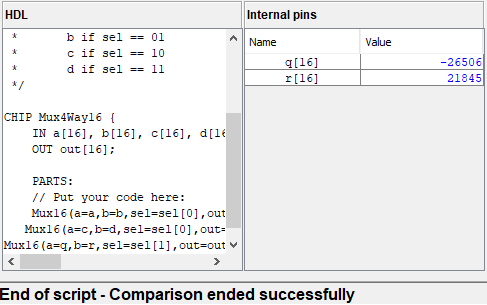 HDL
Internal pins
*       b if sel == 01
*       c if sel == 10
*       d if sel == 11
*/
CHIP Mux4Way16 {
IN a[16], b[16], c[16], d[16
OUT out[16];
PARTS:
// Put your code here:
Mux16(a=a,b=b,sel=sel[0],out
Mux16(a=c,b=d,sel=sel[0],out=
Mux16(a=q,b=r,sel=sel[1],out=out
Name Value
q[16] -26506
r[16] 21845
End of script - Comparison ended successfully